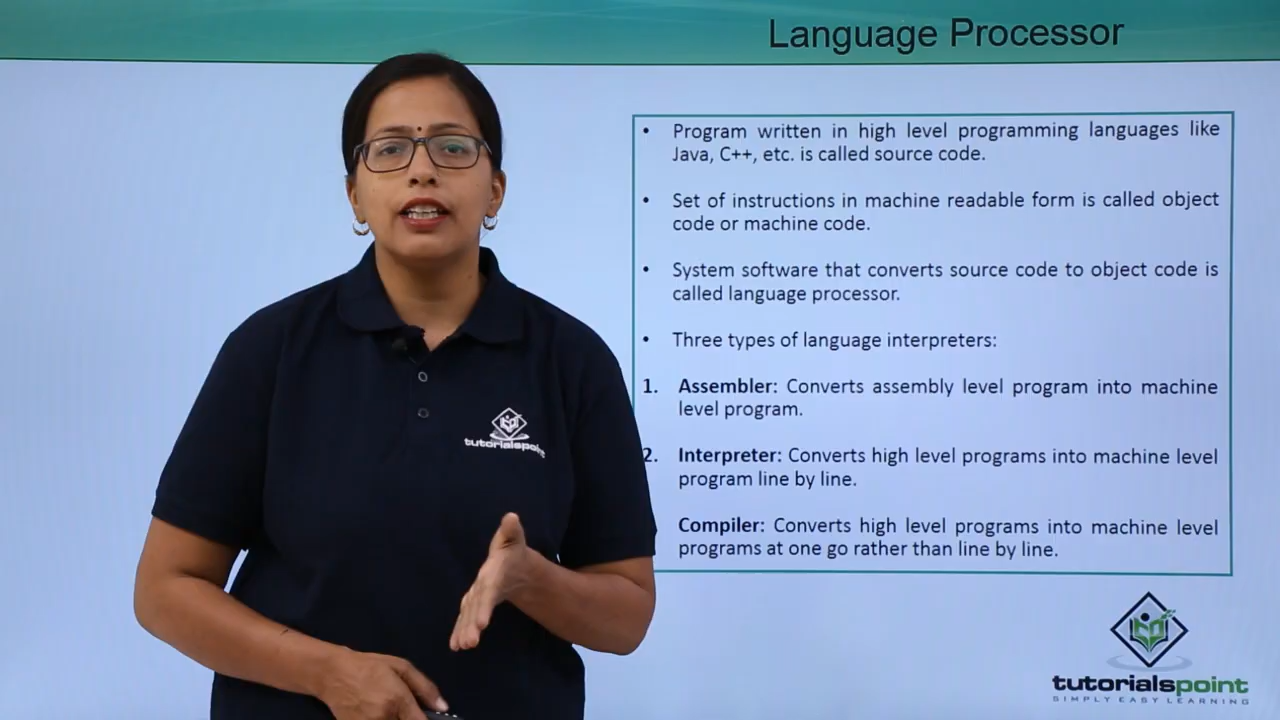 Language Processor
• Program written in high level programming languages like
Java, C++, etc. is called source code.
• Set of instructions in machine readable form is called object
code or machine code.
• System software that converts source code to object code is
called language processor.
• Three types of language interpreters:
1. Assembler: Converts assembly level program into machine
level program.
2. Interpreter: Converts high level programs into machine level
program line by line.
Compiler: Converts high level programs into machine level
programs at one go rather than line by line.
tutorialspoint
tutorialspoint
SIMPLY EASY LEARNING